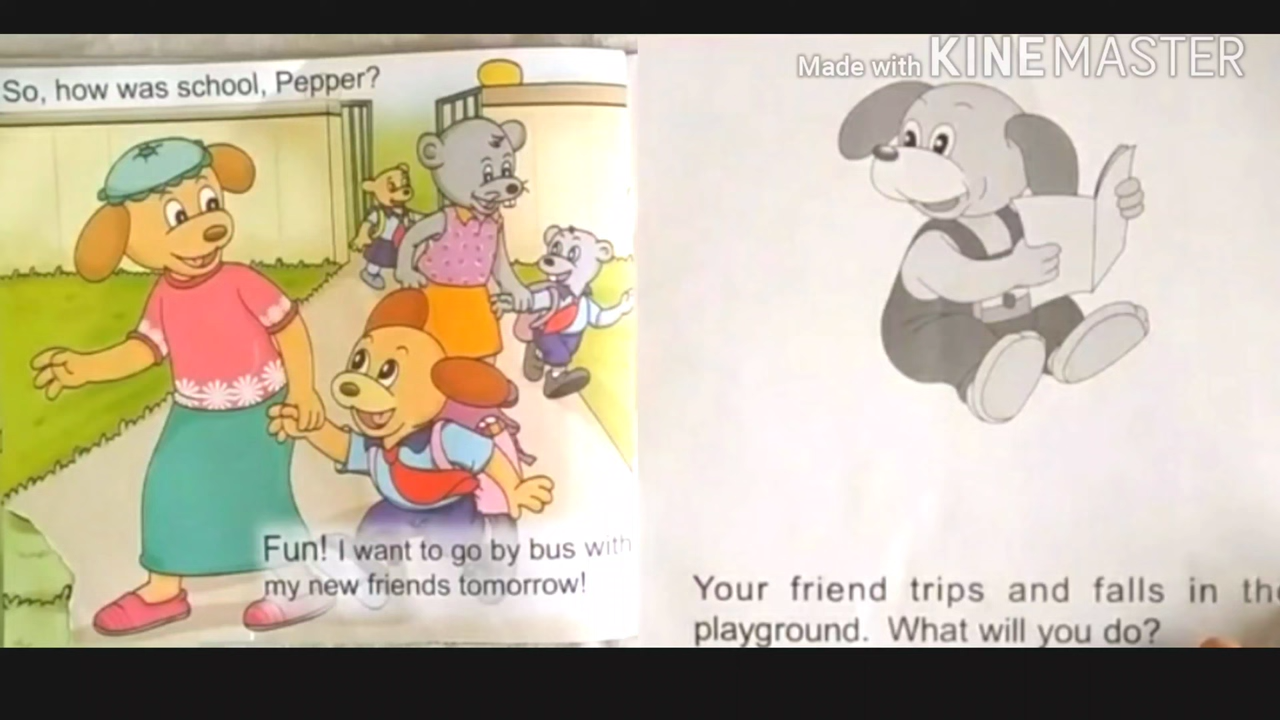 So, how was school, Pepper?
Fun! I want to go by bus with
my new friends tomorrow!
Made with KINEMASTER
Your friend trips and falls in the
playground. What will you do?